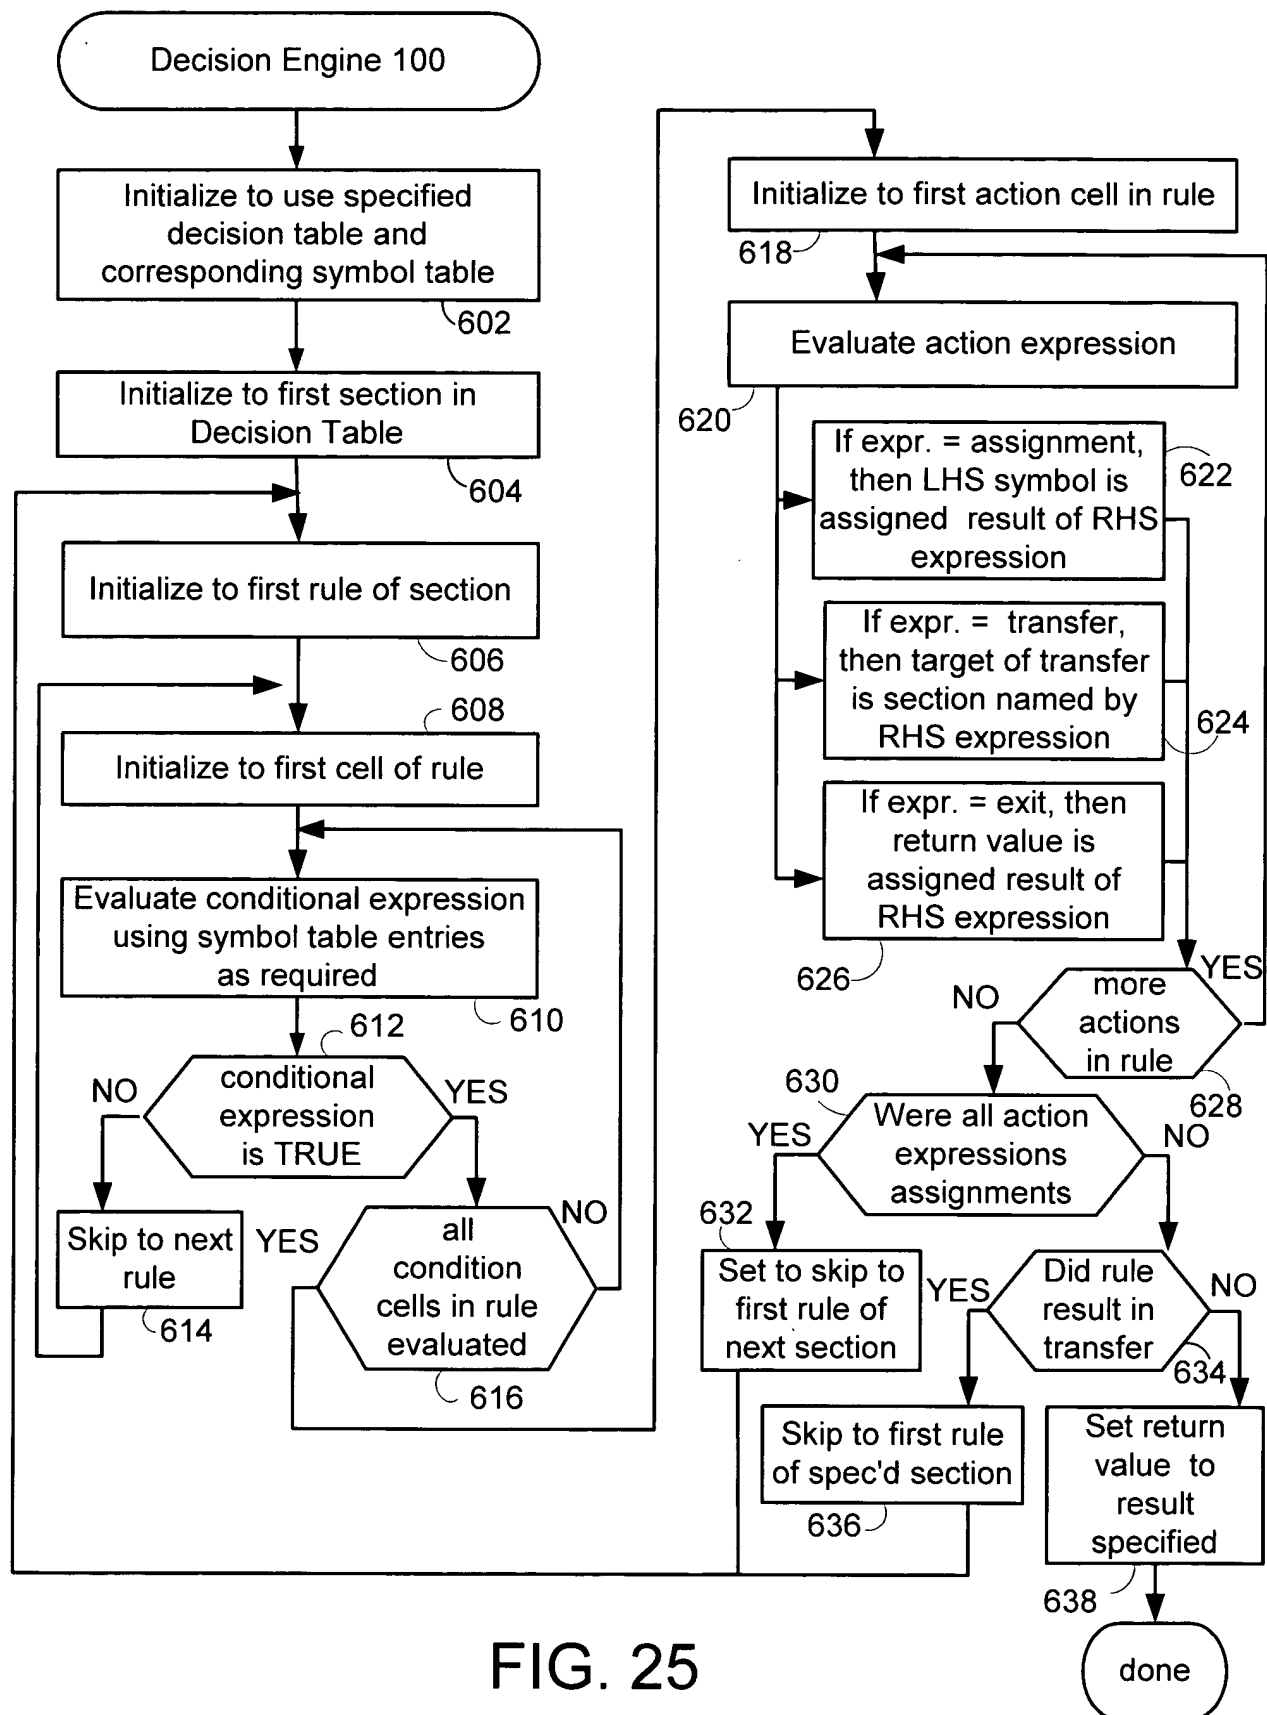 Decision Engine 100
Initialize to use specified
decision table and
corresponding symbol table
602
Initialize to first section in
Decision Table
604
Initialize to first rule of section
606
608
Initialize to first cell of rule
Evaluate conditional expression
using symbol table entries
as required
610
612
NO
conditional
expression
is TRUE
YES
Skip to next
rule
614
YES
all
condition
cells in rule
evaluated
NO
616
Initialize to first action cell in rule
618
Evaluate action expression
620
If expr. = assignment,
then LHS symbol is
assigned result of RHS
expression
622
If expr. = transfer,
then target of transfer
is section named by
RHS expression
624
If expr. = exit, then
return value is
assigned result of
RHS expression
626
YES
NO
more
actions
in rule
628
630
YES
Were all action
expressions
assignments
NO
632
Set to skip to
first rule of
next section
YES
Did rule
result in
transfer
NO
634
Skip to first rule
of spec'd section
636
Set return
value to
result
specified
638
done
FIG. 25